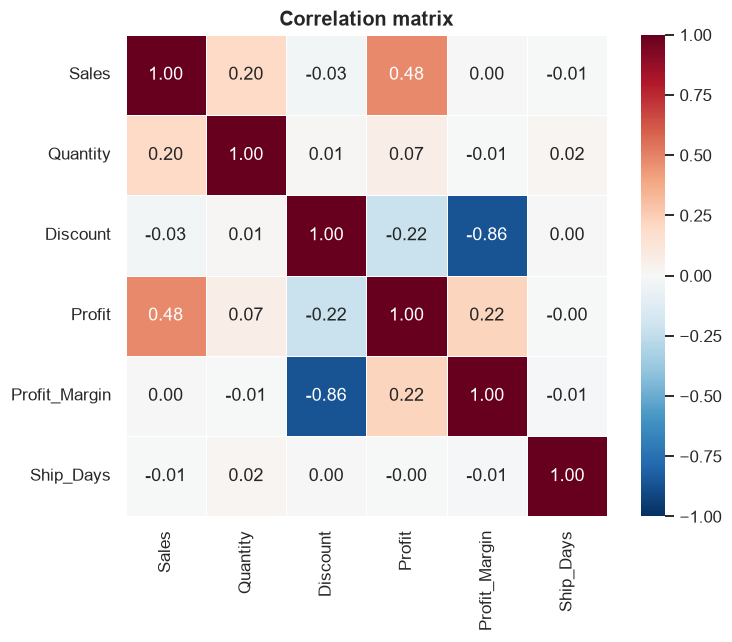 Correlation matrix
Sales 1.00 0.20 -0.03 0.48 0.00 -0.01
Quantity 0.20 1.00 0.01 0.07 -0.01 0.02
Discount -0.03 0.01 1.00 -0.22 -0.86 0.00
Profit 0.48 0.07 -0.22 1.00 0.22 -0.00
Profit_Margin 0.00 -0.01 -0.86 0.22 1.00 -0.01
Ship_Days -0.01 0.02 0.00 -0.00 -0.01 1.00
Sales
Quantity
Discount
Profit
Profit_Margin
Ship_Days
1.00
0.75
0.50
0.25
0.00
−0.25
−0.50
−0.75
−1.00